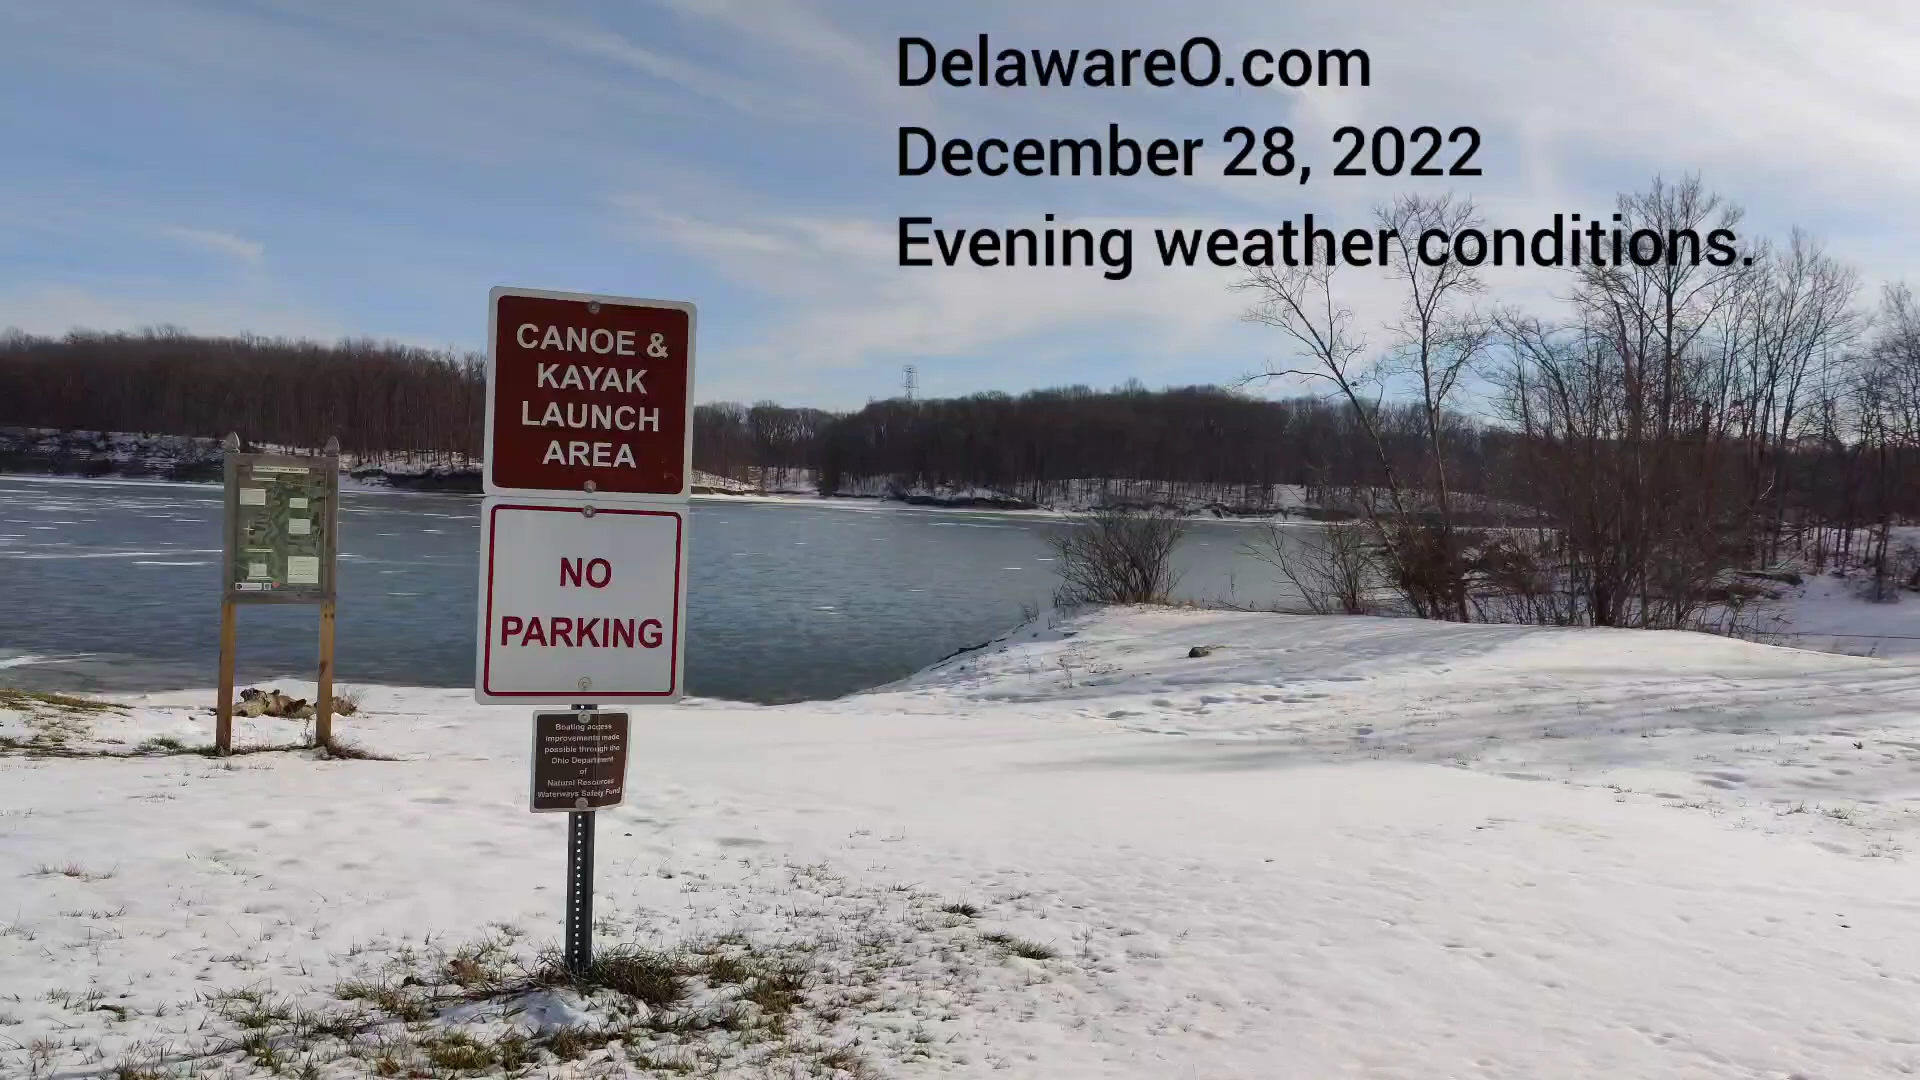 DelawareO.com
December 28, 2022
Evening weather conditions.
CANOE &
KAYAK
LAUNCH
AREA
NO
PARKING
Boating access
improvements made
possible through the
Ohio Department
of
Natural Resources
Waterways Safety Fund